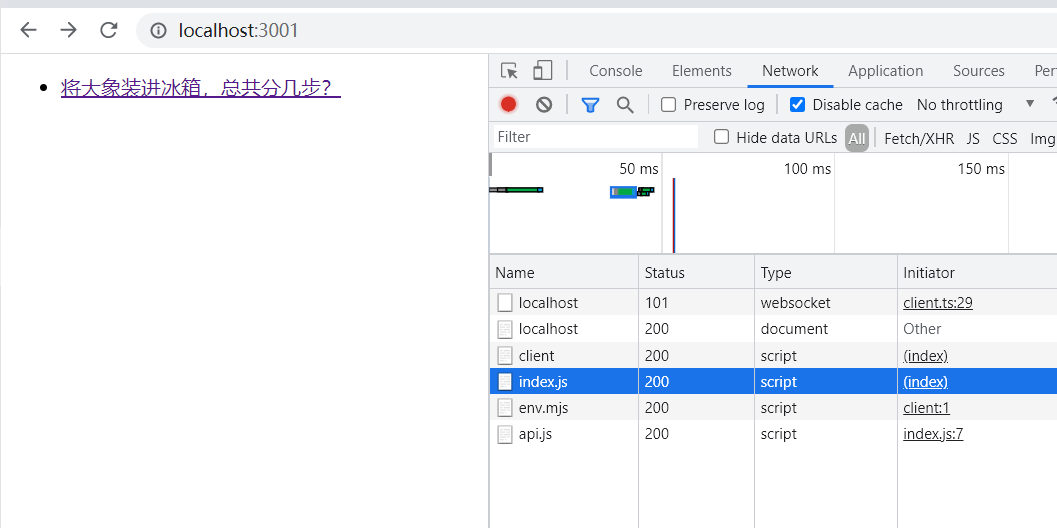 localhost:3001
将大象装进冰箱，总共分几步？
Console Elements Network Application Sources Per
Preserve log Disable cache No throttling
Filter Hide data URLs All Fetch/XHR JS CSS Img
50 ms 100 ms 150 ms
Name Status Type Initiator
localhost 101 websocket client.ts:29
localhost 200 document Other
client 200 script (index)
index.js 200 script (index)
env.mjs 200 script client:1
api.js 200 script index.js:7